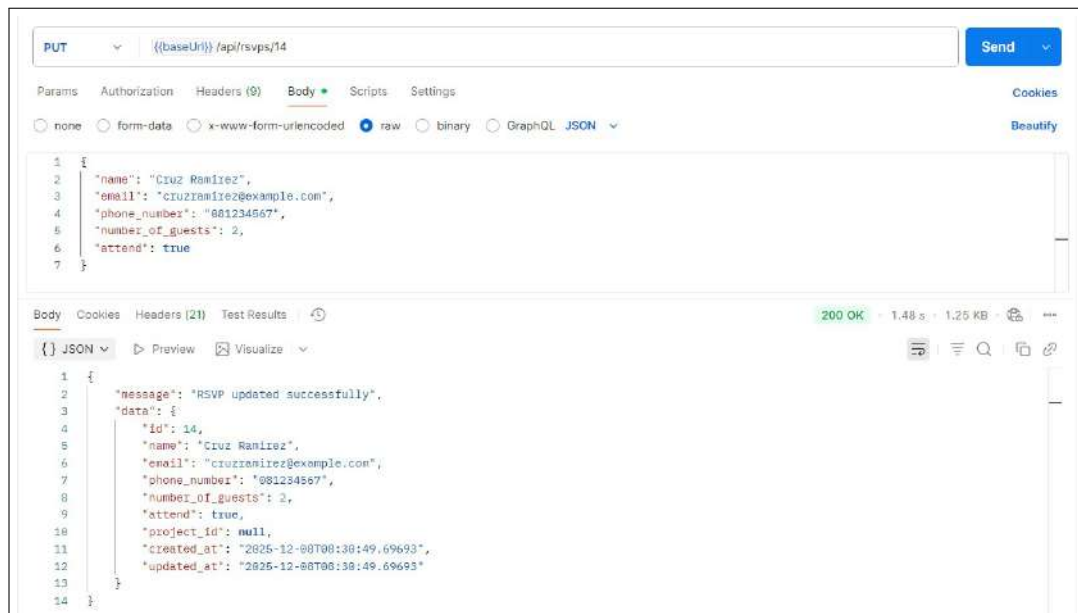 PUT {{baseUrl}} /api/rsvps/14 Send
Params Authorization Headers (9) Body Scripts Settings Cookies
none form-data x-www-form-urlencoded raw binary GraphQL JSON Beautify
1 {
2 "name": "Cruz Ramirez",
3 "email": "cruzramirez@example.com",
4 "phone_number": "081234567",
5 "number_of_guests": 2,
6 "attend": true
7 }
Body Cookies Headers (21) Test Results 200 OK 1.48 s 1.25 KB
{} JSON Preview Visualize
1 {
2 "message": "RSVP updated successfully",
3 "data": {
4 "id": 14,
5 "name": "Cruz Ramirez",
6 "email": "cruzramirez@example.com",
7 "phone_number": "081234567",
8 "number_of_guests": 2,
9 "attend": true,
10 "project_id": null,
11 "created_at": "2025-12-08T08:30:49.69693",
12 "updated_at": "2025-12-08T08:30:49.69693"
13 }
14 }